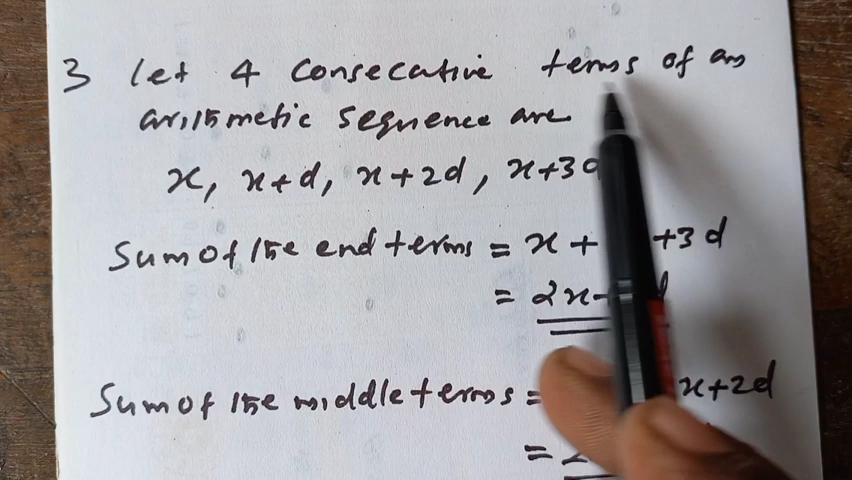 3 let 4 consecutive terms of an
arithmetic sequence are
x, x+d, x+2d, x+3
Sum of the end terms = x + +3d
= 2x
Sum of the middle terms = x+2d
= 2